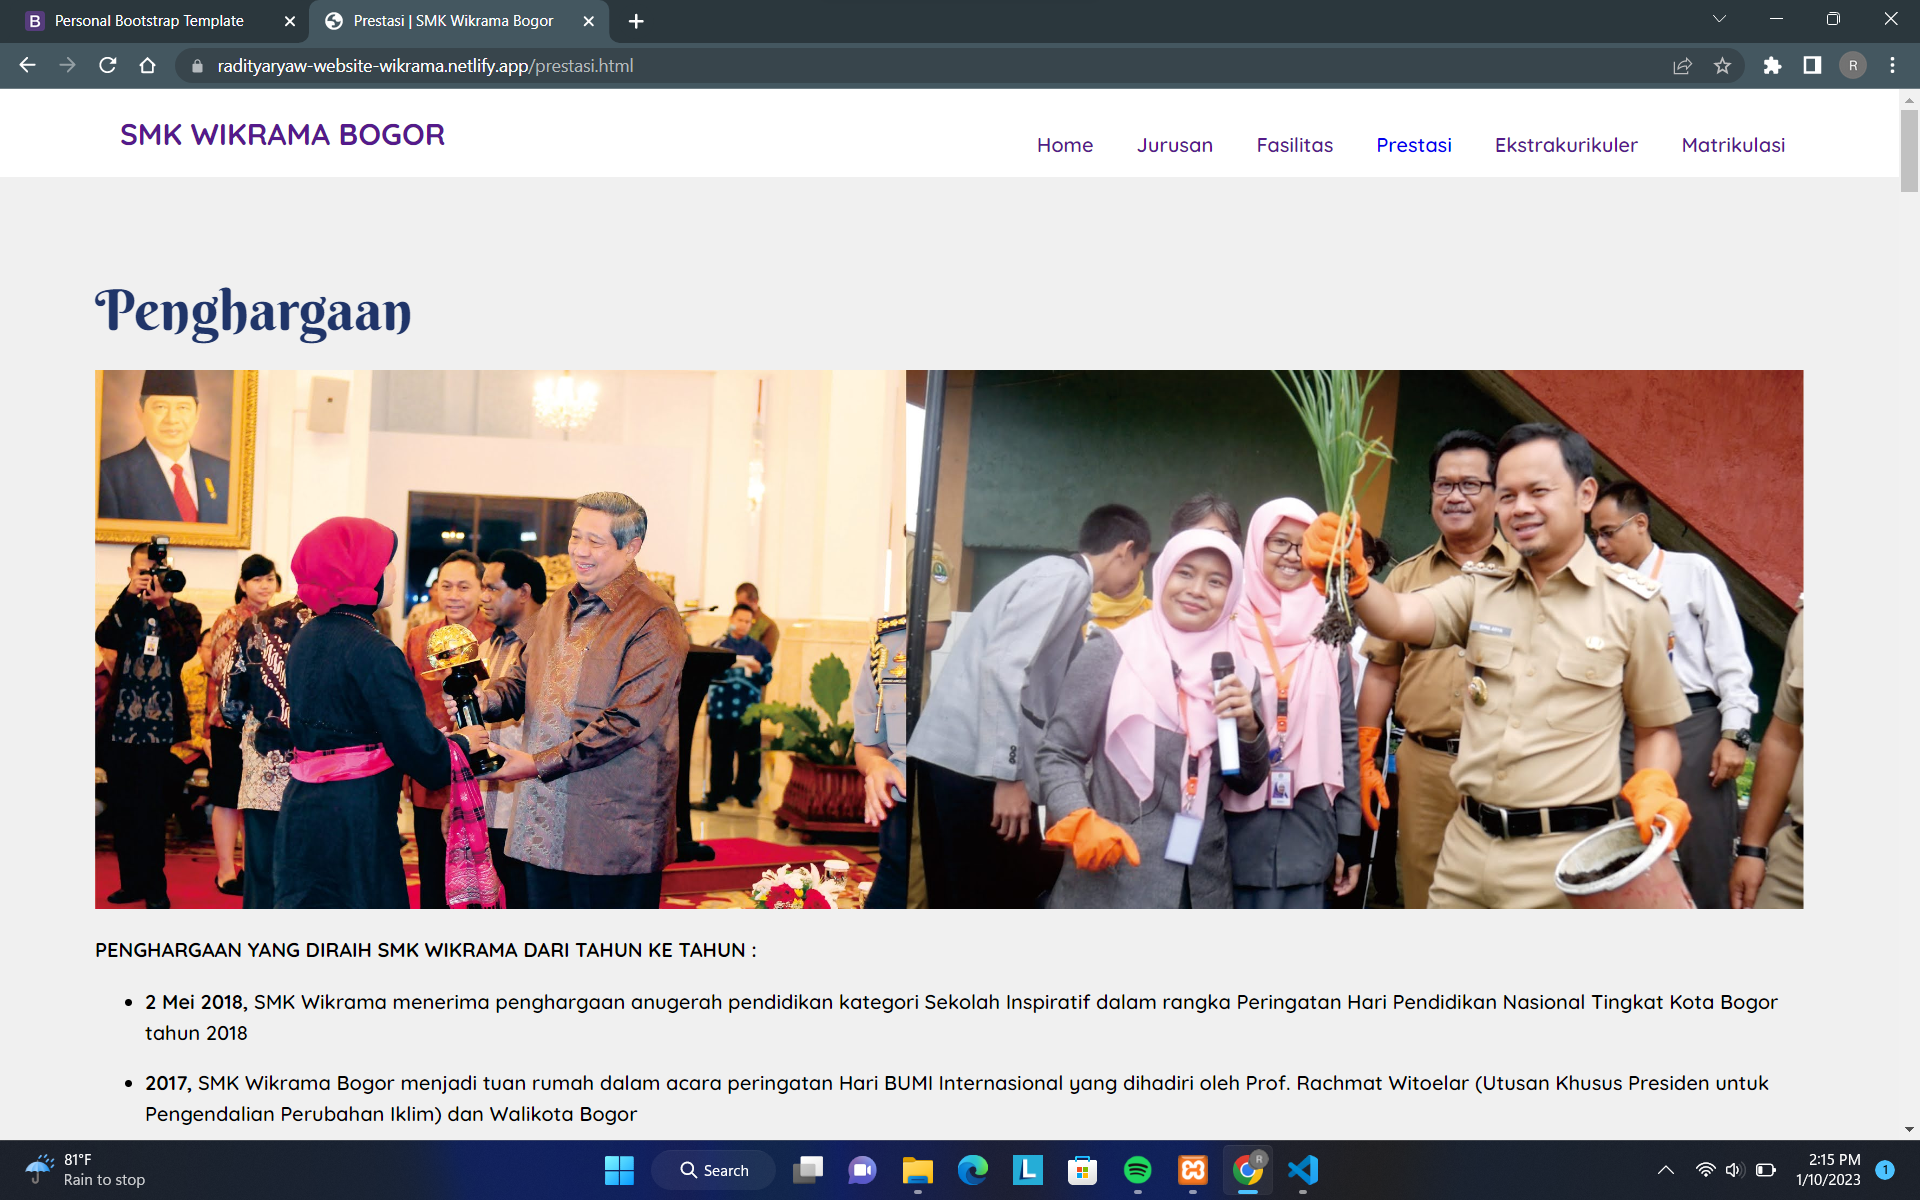 Personal Bootstrap Template
Prestasi | SMK Wikrama Bogor
radityaryaw-website-wikrama.netlify.app/prestasi.html
R
SMK WIKRAMA BOGOR
Home
Jurusan
Fasilitas
Prestasi
Ekstrakurikuler
Matrikulasi
Penghargaan
PENGHARGAAN YANG DIRAIH SMK WIKRAMA DARI TAHUN KE TAHUN :
• 2 Mei 2018, SMK Wikrama menerima penghargaan anugerah pendidikan kategori Sekolah Inspiratif dalam rangka Peringatan Hari Pendidikan Nasional Tingkat Kota Bogor
tahun 2018
• 2017, SMK Wikrama Bogor menjadi tuan rumah dalam acara peringatan Hari BUMI Internasional yang dihadiri oleh Prof. Rachmat Witoelar (Utusan Khusus Presiden untuk
Pengendalian Perubahan Iklim) dan Walikota Bogor
81°F
Rain to stop
Search
2:15 PM
1/10/2023
1